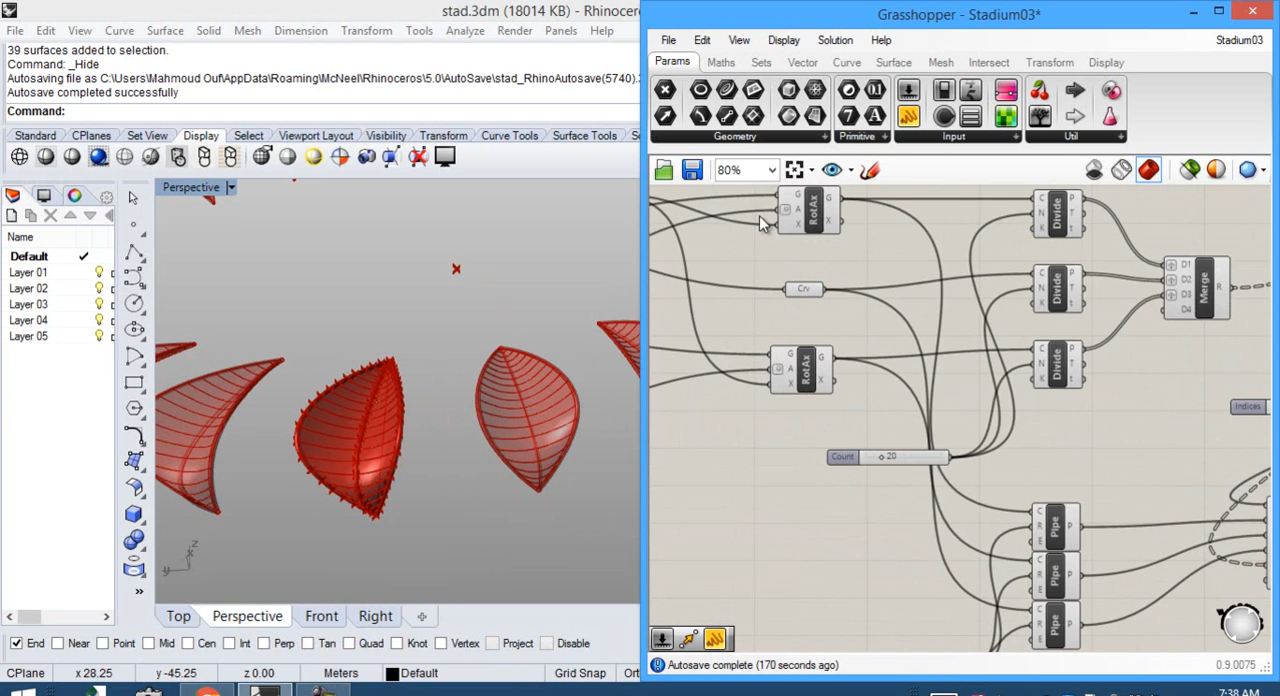 stad.3dm (18014 KB) - Rhinoceros
File Edit View Curve Surface Solid Mesh Dimension Transform Tools Analyze Render Panels Help
39 surfaces added to selection.
Command: _Hide
Autosaving file as C:\Users\Mahmoud Ouf\AppData\Roaming\McNeel\Rhinoceros\5.0\AutoSave\stad_RhinoAutosave(5740).3
Autosave completed successfully
Command:
Standard CPlanes Set View Display Select Viewport Layout Visibility Transform Curve Tools Surface Tools
Perspective
Name
Default
Layer 01
Layer 02
Layer 03
Layer 04
Layer 05
z
x
y
Top Perspective Front Right
End Near Point Mid Cen Int Perp Tan Quad Knot Vertex Project Disable
CPlane x 28.25 y -45.25 z 0.00 Meters Default Grid Snap Ort
Grasshopper - Stadium03*
File Edit View Display Solution Help Stadium03
Params Maths Sets Vector Curve Surface Mesh Intersect Transform Display
Geometry Primitive Input Util
80%
G A X RotAx G X
C N K Divide P T t
Crv
C N K Divide P T t
D1 D2 D3 D4 Merge R
G A X RotAx G X
C N K Divide P T t
Indices
Count 20
C R E Pipe P
C R E Pipe P
C R E Pipe P
Autosave complete (170 seconds ago) 0.9.0075
7:38 AM